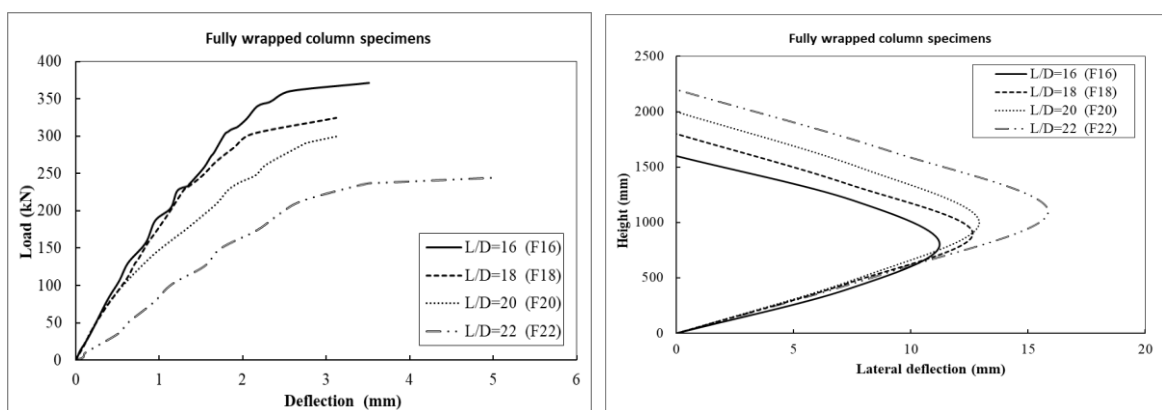 Fully wrapped column specimens
400
350
300
250
200
150
100
50
0
Load (kN)
L/D=16 (F16)
L/D=18 (F18)
L/D=20 (F20)
L/D=22 (F22)
0 1 2 3 4 5 6
Deflection (mm)
Fully wrapped column specimens
2500
2000
1500
1000
500
0
Height (mm)
L/D=16 (F16)
L/D=18 (F18)
L/D=20 (F20)
L/D=22 (F22)
0 5 10 15 20
Lateral deflection (mm)